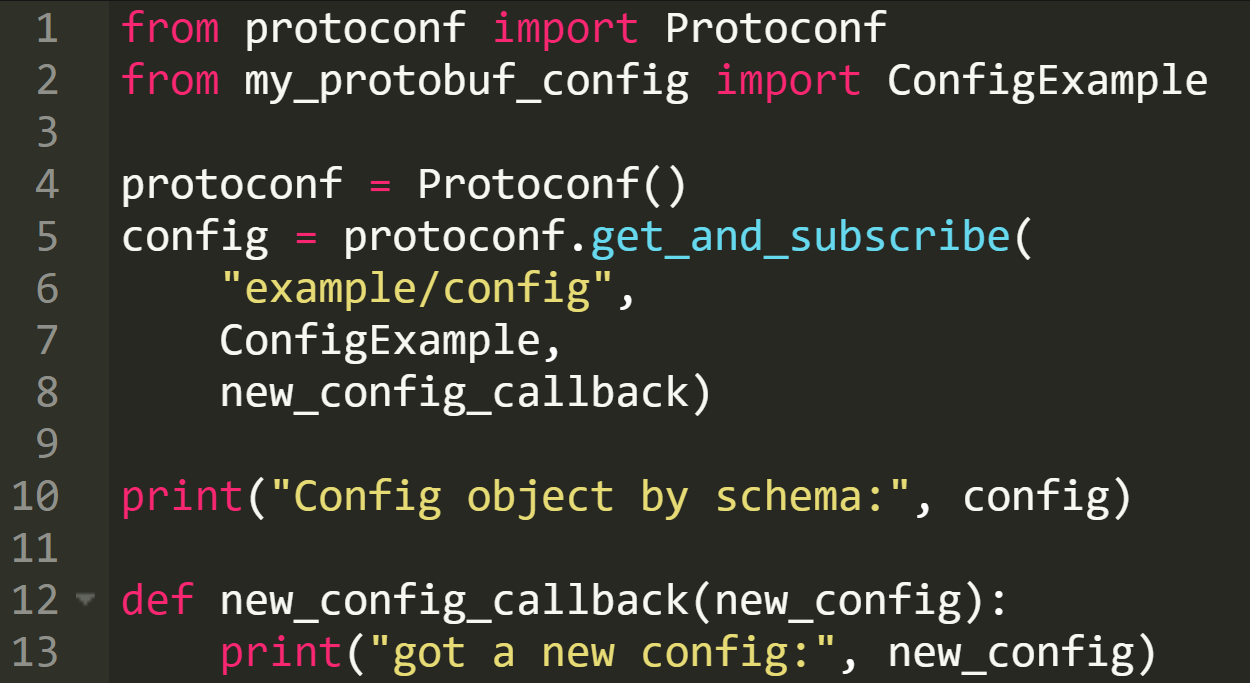 1 from protoconf import Protoconf
2 from my_protobuf_config import ConfigExample
3
4 protoconf = Protoconf()
5 config = protoconf.get_and_subscribe(
6     "example/config",
7     ConfigExample,
8     new_config_callback)
9
10 print("Config object by schema:", config)
11
12 def new_config_callback(new_config):
13     print("got a new config:", new_config)